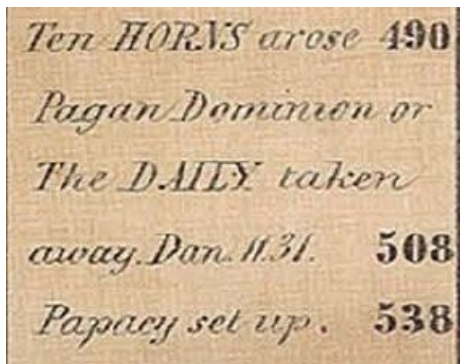 Ten HORNS arose 490
Pagan Dominion or
The DAILY taken
away. Dan. 11.31. 508
Papacy set up. 538